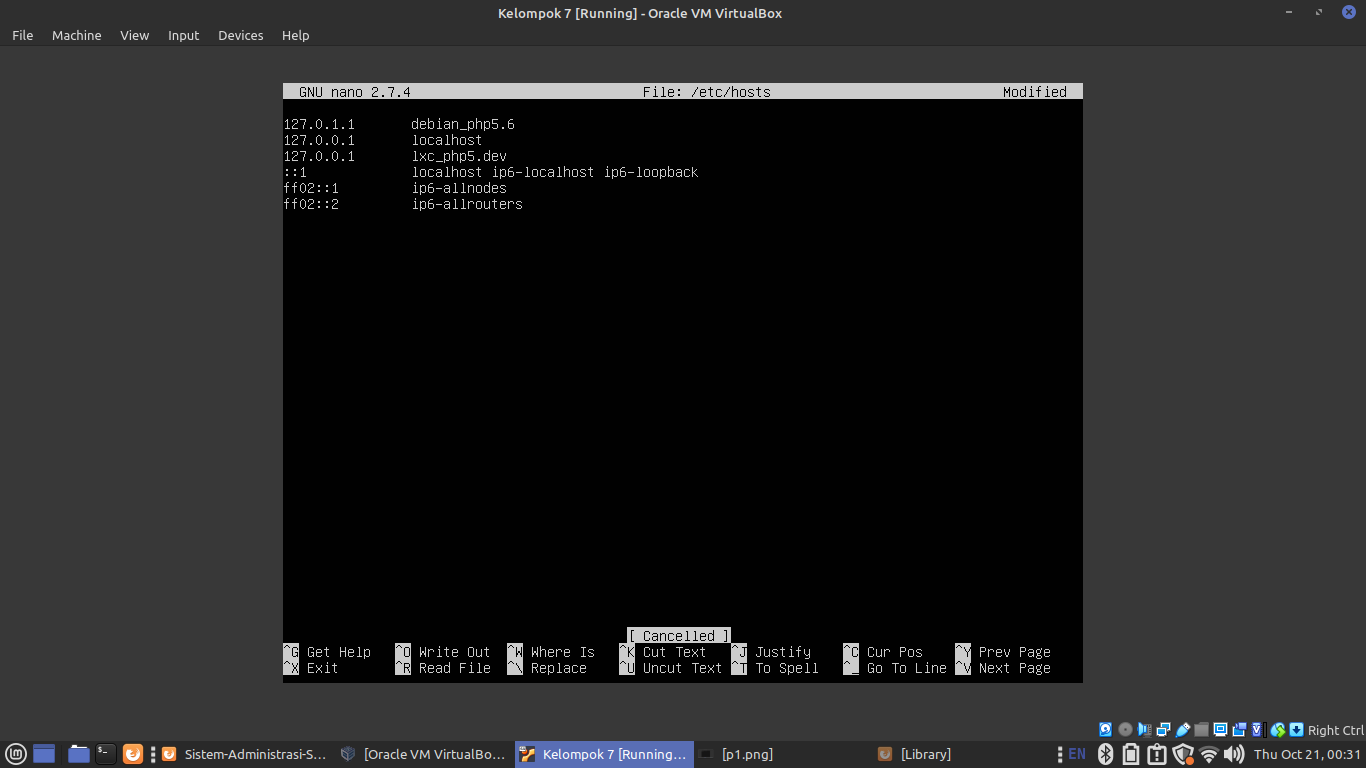 Kelompok 7 [Running] - Oracle VM VirtualBox
File Machine View Input Devices Help
GNU nano 2.7.4 File: /etc/hosts Modified
127.0.1.1 debian_php5.6
127.0.0.1 localhost
127.0.0.1 lxc_php5.dev
::1 localhost ip6-localhost ip6-loopback
ff02::1 ip6-allnodes
ff02::2 ip6-allrouters
[ Cancelled ]
^G Get Help ^O Write Out ^W Where Is ^K Cut Text ^J Justify ^C Cur Pos ^Y Prev Page
^X Exit ^R Read File ^\ Replace ^U Uncut Text ^T To Spell ^_ Go To Line ^V Next Page
Right Ctrl
Sistem-Administrasi-S... [Oracle VM VirtualBo... Kelompok 7 [Running... [p1.png] [Library] EN Thu Oct 21, 00:31